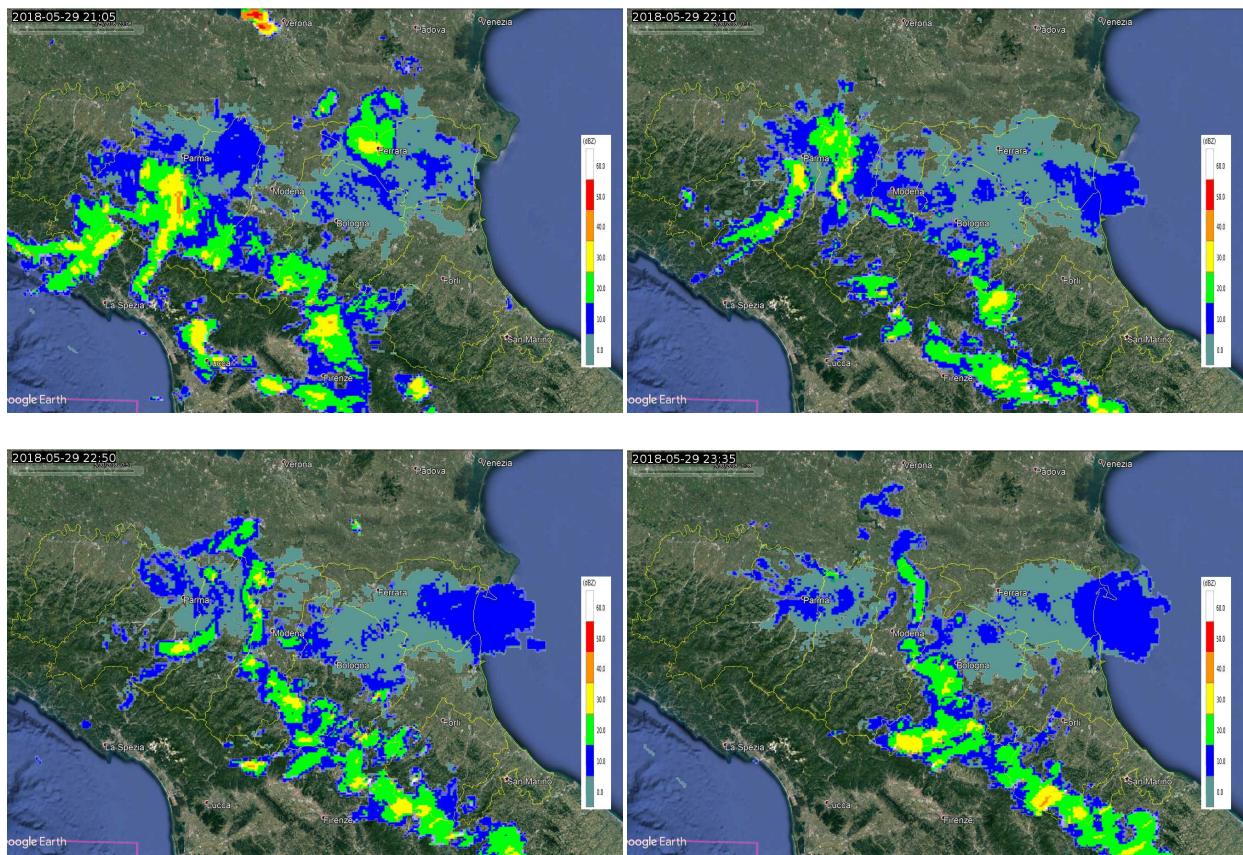 2018-05-29 21:05
Verona
Padova
Venezia
Parma
Ferrara
Modena
Bologna
Forlì
La Spezia
San Marino
Lucca
Firenze
oogle Earth
(dBZ)
60.0
50.0
40.0
30.0
20.0
10.0
0.0
2018-05-29 22:10
Verona
Padova
Venezia
Parma
Ferrara
Modena
Bologna
Forlì
La Spezia
San Marino
Lucca
Firenze
oogle Earth
(dBZ)
60.0
50.0
40.0
30.0
20.0
10.0
0.0
2018-05-29 22:50
Verona
Padova
Venezia
Parma
Ferrara
Modena
Bologna
Forlì
La Spezia
San Marino
Lucca
Firenze
oogle Earth
(dBZ)
60.0
50.0
40.0
30.0
20.0
10.0
0.0
2018-05-29 23:35
Verona
Padova
Venezia
Parma
Ferrara
Modena
Bologna
Forlì
La Spezia
San Marino
Lucca
Firenze
oogle Earth
(dBZ)
60.0
50.0
40.0
30.0
20.0
10.0
0.0